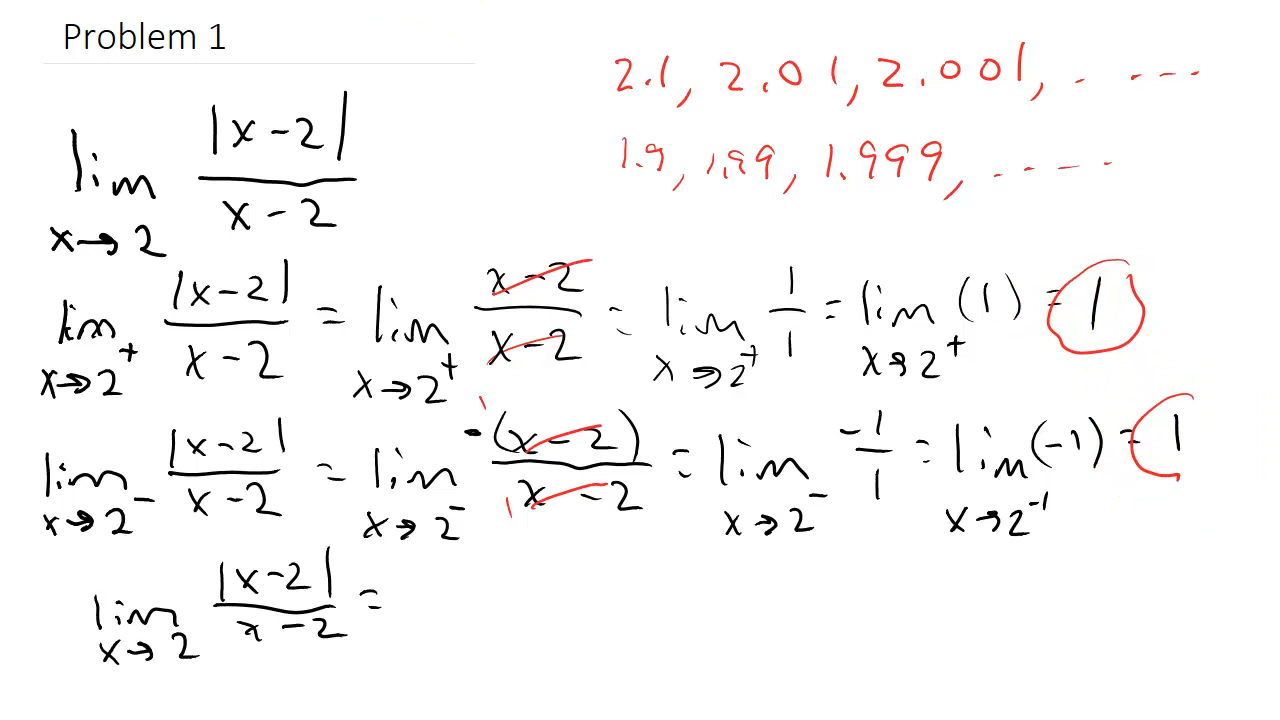 Problem 1
2.1, 2.01, 2.001, . ....
1.9, 1.99, 1.999, .....
lim x→2 |x-2| / x-2
lim x→2⁺ |x-2| / x-2 = lim x→2⁺ x-2 / x-2 = lim x→2⁺ 1/1 = lim x→2⁺ (1) = 1
lim x→2⁻ |x-2| / x-2 = lim x→2⁻ -(x-2) / x-2 = lim x→2⁻ -1/1 = lim x→2⁻¹ (-1) = 1
lim x→2 |x-2| / x-2 =